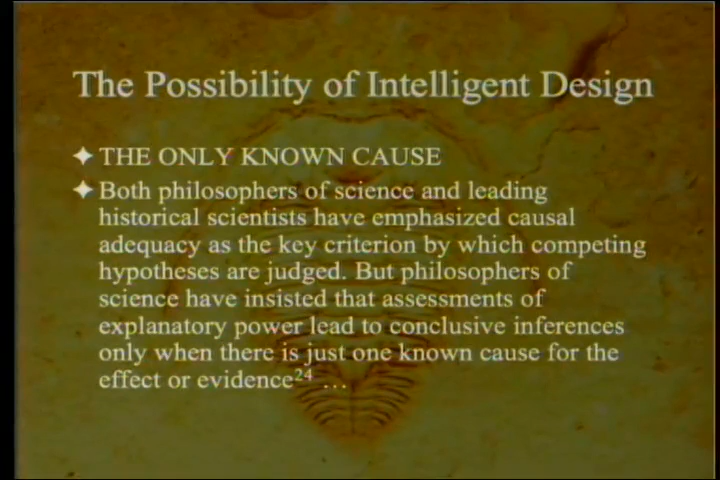 The Possibility of Intelligent Design
THE ONLY KNOWN CAUSE
Both philosophers of science and leading
historical scientists have emphasized causal
adequacy as the key criterion by which competing
hypotheses are judged. But philosophers of
science have insisted that assessments of
explanatory power lead to conclusive inferences
only when there is just one known cause for the
effect or evidence24 …